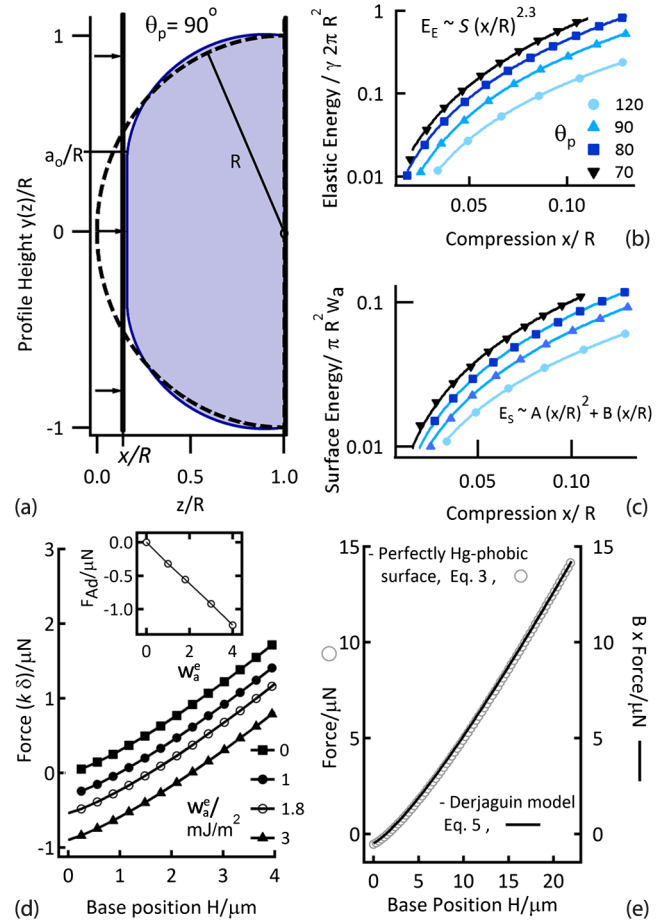 θp = 90°
1
a₀/R
0
-1
Profile Height y(z)/R
R
0.0
x/R
0.5
1.0
z/R
(a)
Elastic Energy / γ 2π R²
1
0.1
0.01
E_E ~ S (x/R)^2.3
θp
120
90
80
70
0.05
0.10
Compression x/ R
(b)
Surface Energy/ π R² Wa
0.1
0.01
E_S ~ A (x/R)² + B (x/R)
0.05
0.10
Compression x/ R
(c)
Force (k δ)/μN
3
2
1
0
-1
F_Ad/μN
0.0
-0.5
-1.0
0
2
4
W_a^e
W_a^e/
mJ/m²
0
1
1.8
3
0
1
2
3
4
Base position H/μm
(d)
Force/μN
15
10
5
0
- Perfectly Hg-phobic
surface, Eq. 3 ,
- Derjaguin model
Eq. 5 ,
15
10
5
0
B x Force/μN
0
5
10
15
20
Base Position H/μm
(e)